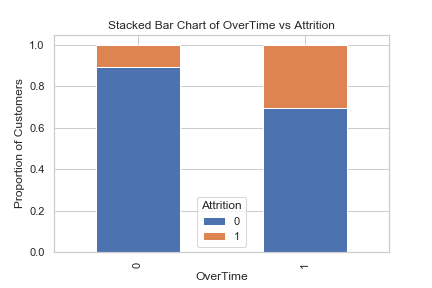 Stacked Bar Chart of OverTime vs Attrition
Proportion of Customers
1.0
0.8
0.6
0.4
0.2
0.0
Attrition
0
1
0
1
OverTime